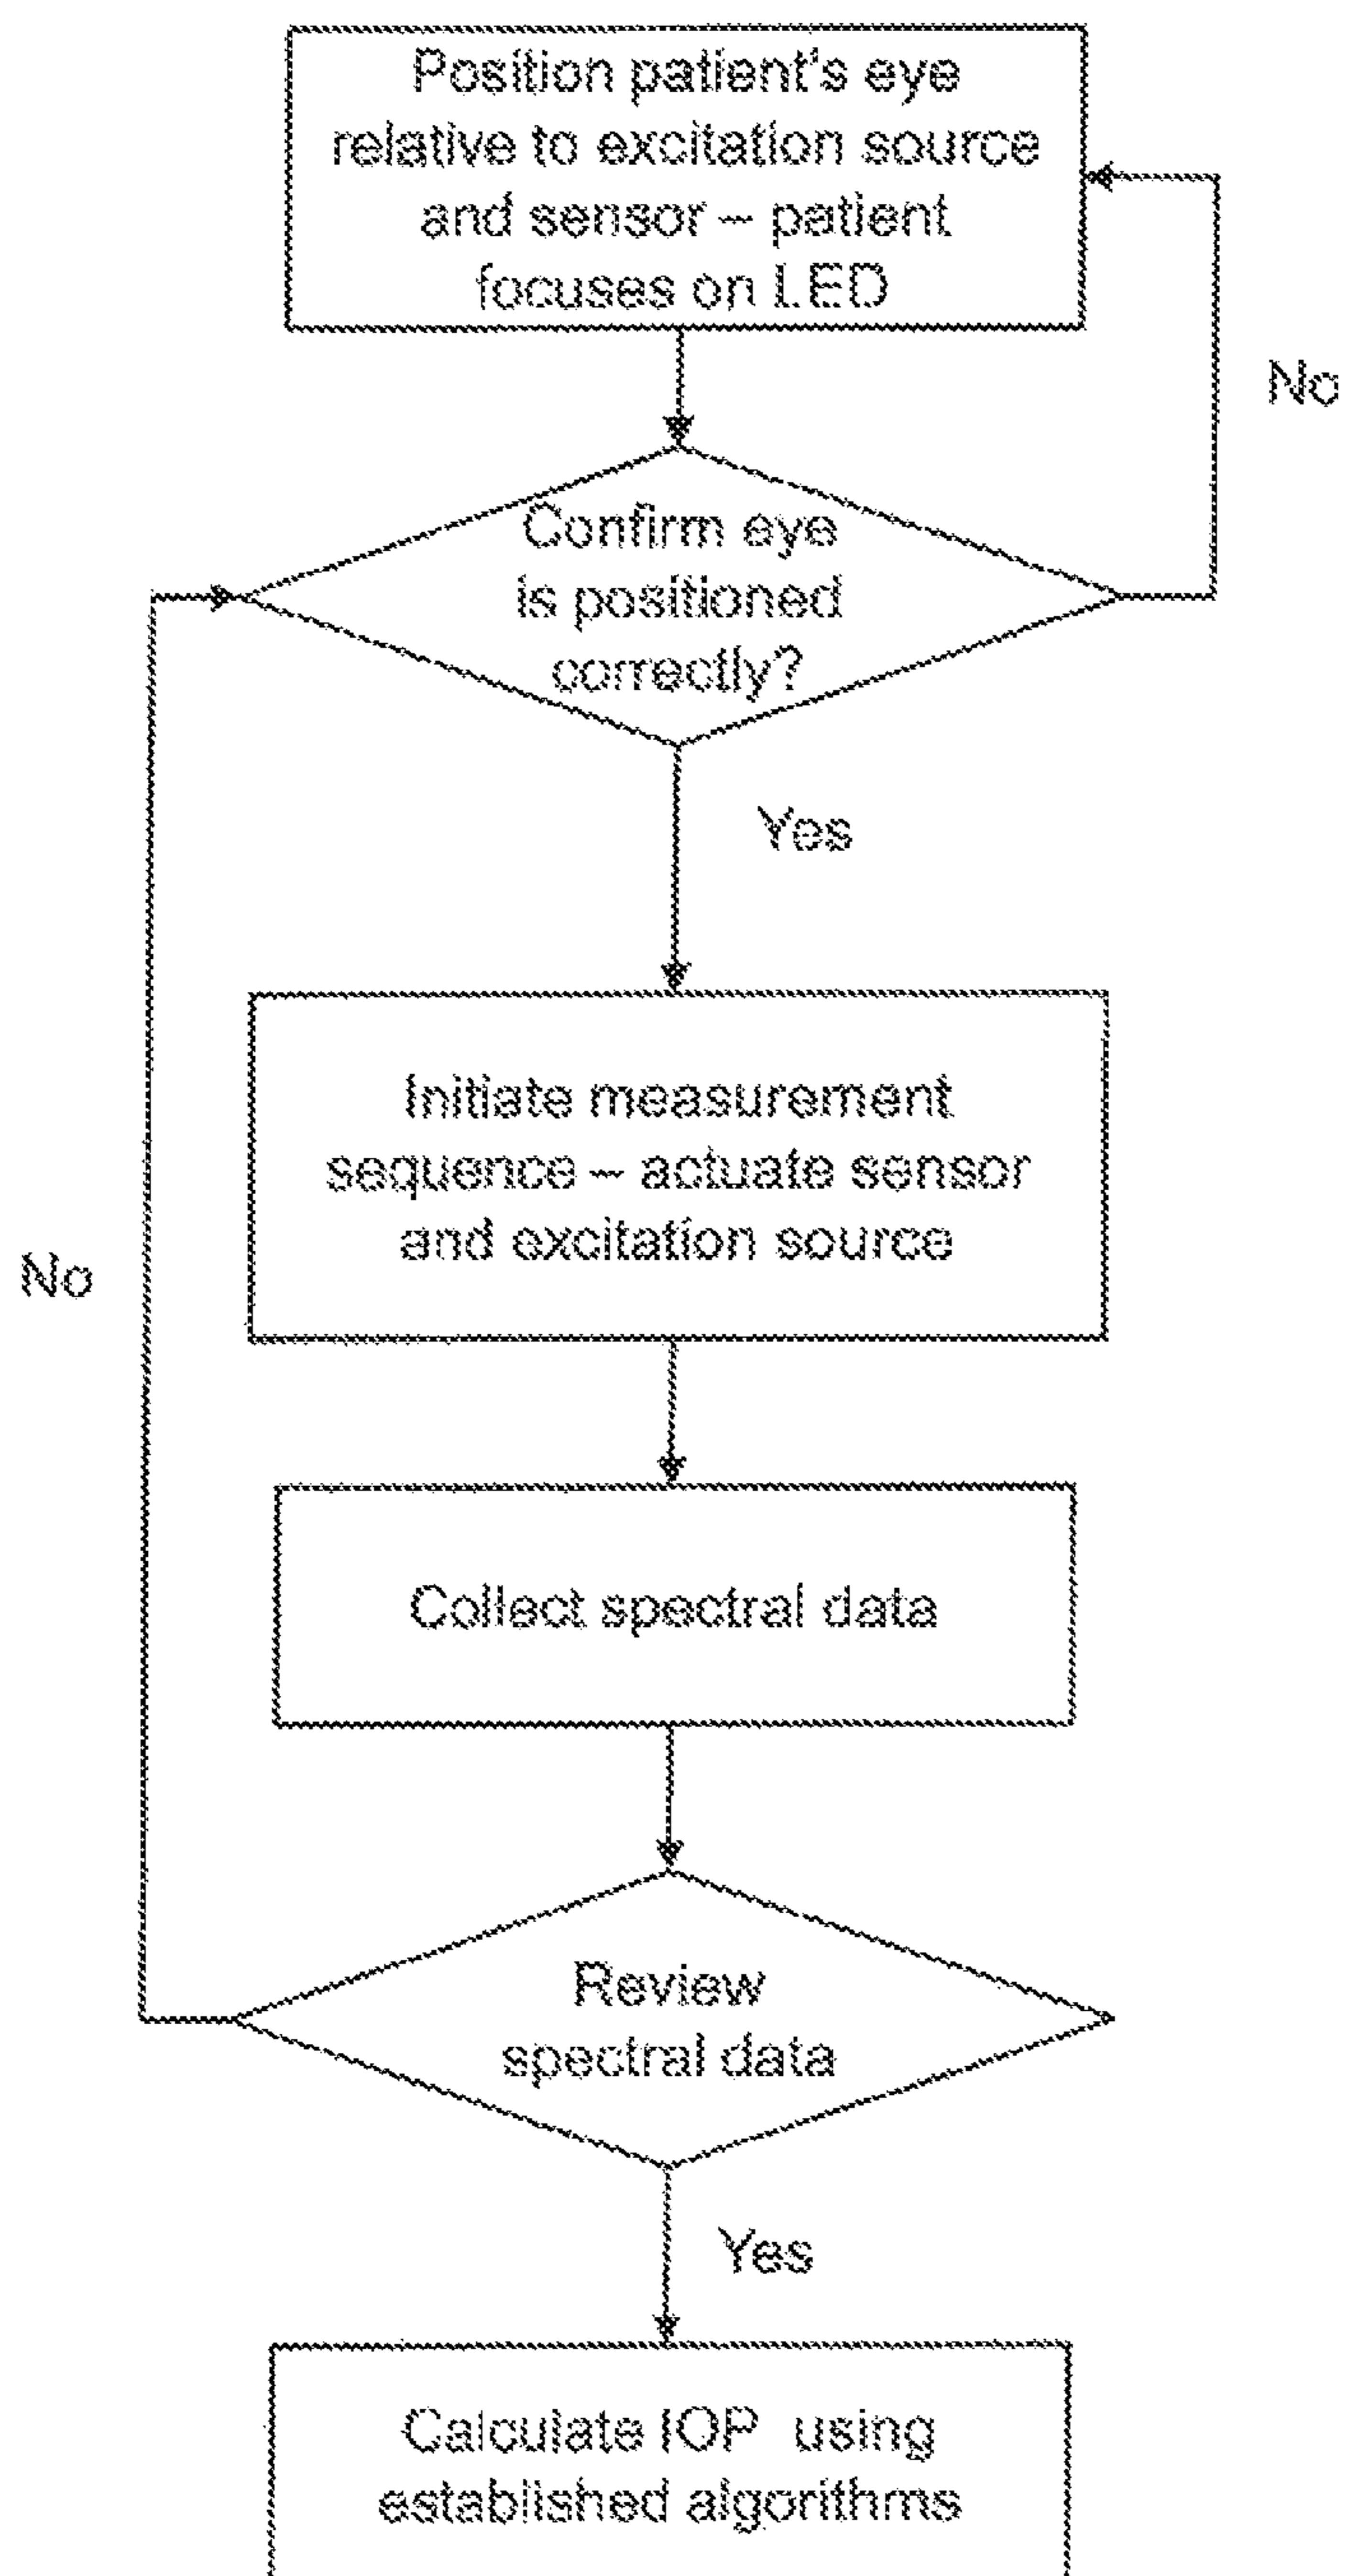 Position patient's eye
relative to excitation source
and sensor – patient
focuses on LED
No
Confirm eye
is positioned
correctly?
Yes
Initiate measurement
sequence – actuate sensor
and excitation source
No
Collect spectral data
Review
spectral data
Yes
Calculate IOP using
established algorithms